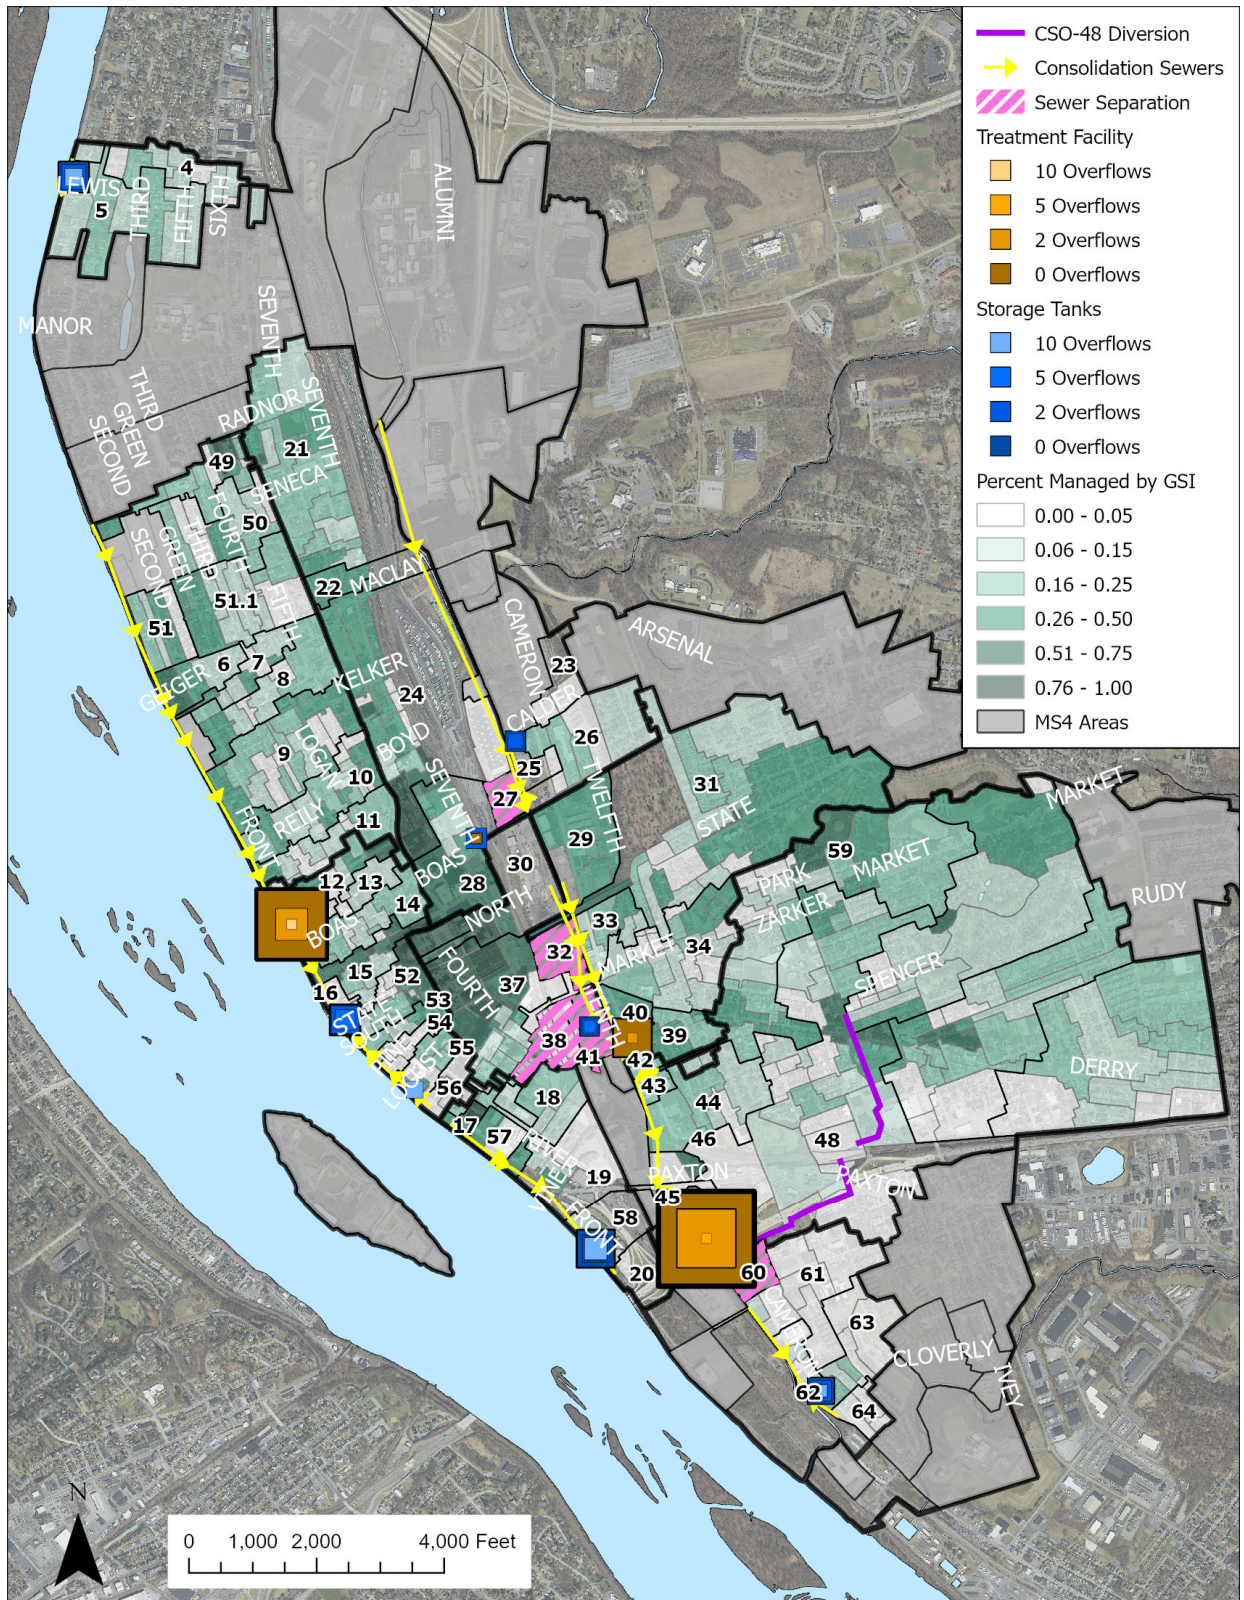 CSO-48 Diversion
Consolidation Sewers
Sewer Separation
Treatment Facility
10 Overflows
5 Overflows
2 Overflows
0 Overflows
Storage Tanks
10 Overflows
5 Overflows
2 Overflows
0 Overflows
Percent Managed by GSI
0.00 - 0.05
0.06 - 0.15
0.16 - 0.25
0.26 - 0.50
0.51 - 0.75
0.76 - 1.00
MS4 Areas
4
LEWIS
5
THIRD
FIFTH
SIXTH
ALUMNI
MANOR
SEVENTH
THIRD
GREEN
SECOND
RADNOR
SEVENTH
21
49
SENECA
FOURTH
50
THIRD
GREEN
SECOND
22
MACLAY
51.1
FIFTH
51
CAMERON
ARSENAL
6
7
8
GEIGER
KELKER
23
24
CALDER
BOYD
26
9
LOGAN
10
25
TWELFTH
27
31
STATE
REILY
11
FRONT
SEVENTH
29
MARKET
59
MARKET
BOAS
28
30
PARK
12
13
14
NORTH
ZARKER
RUDY
BOAS
33
32
MARKET
34
FOURTH
37
SPENCER
15
52
16
53
54
STATE
SOUTH
PINE
LOCUST
55
TENTH
40
39
38
41
42
DERRY
56
43
44
18
17
57
46
48
RIVER
VINE
19
PAXTON
PAXTON
45
58
FRONT
20
60
61
CAMERON
63
CLOVERLY
IVEY
62
64
N
0 1,000 2,000 4,000 Feet